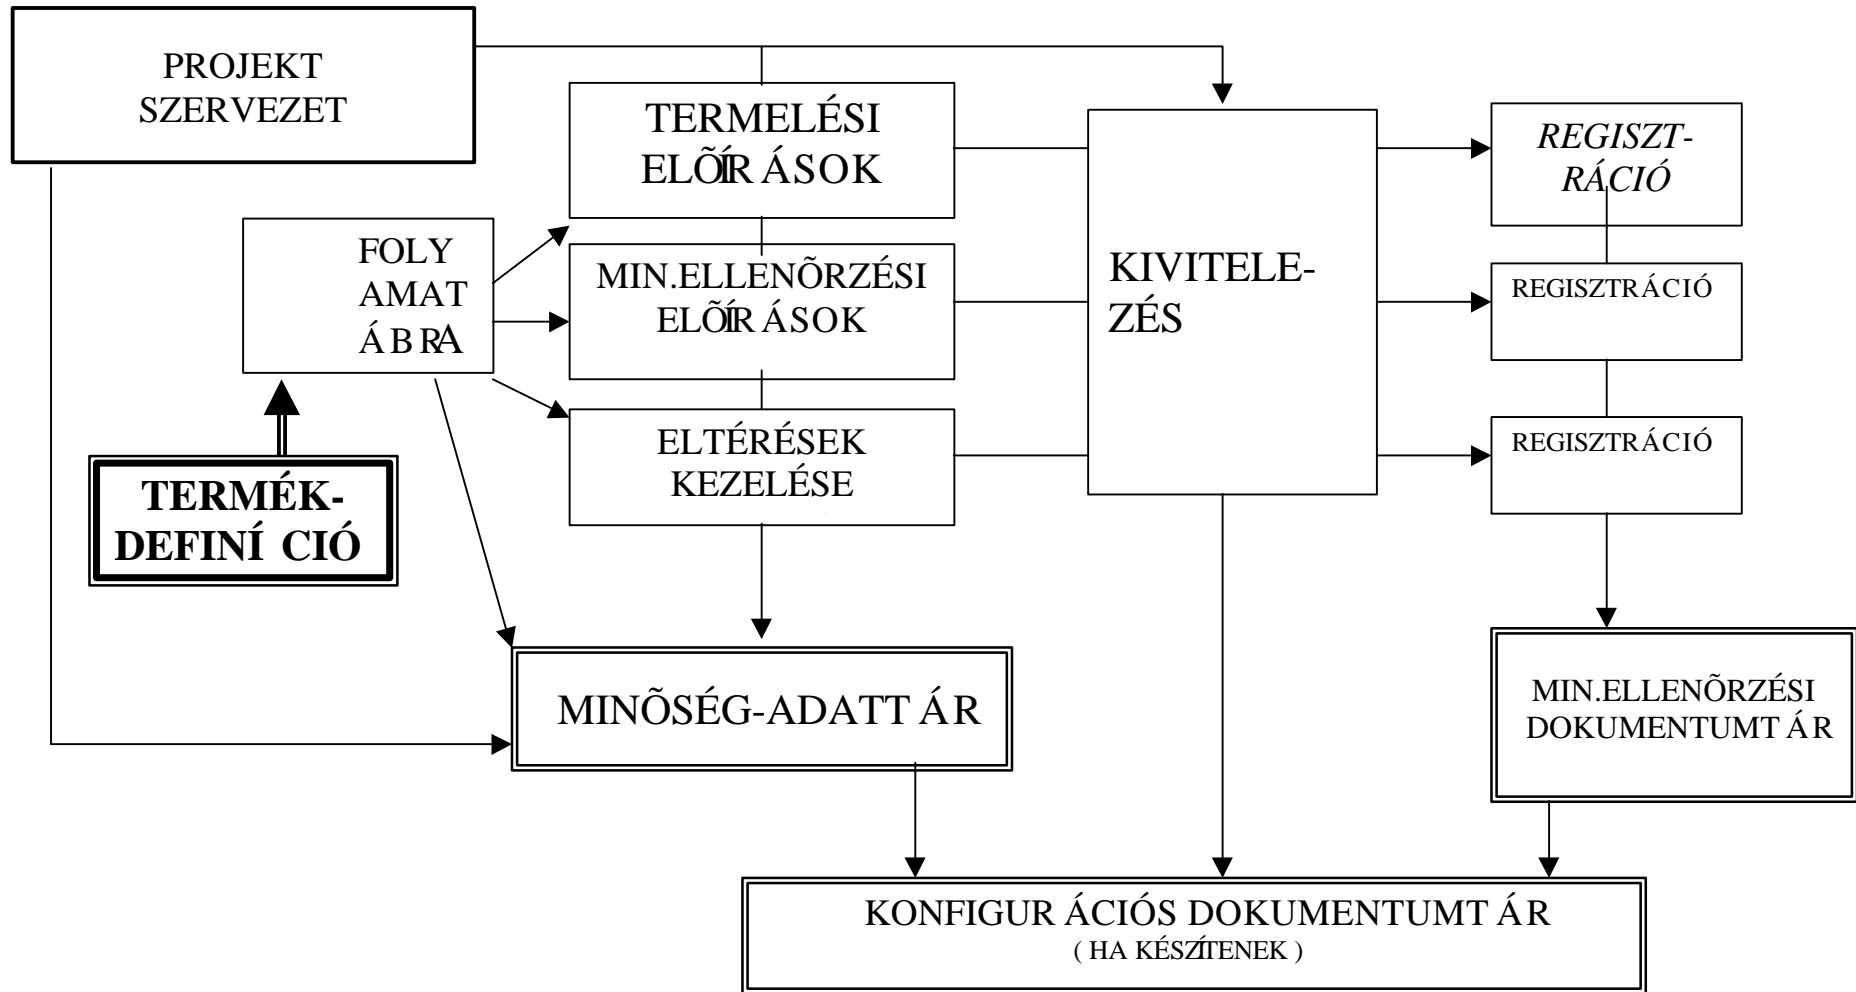 PROJEKT
SZERVEZET
TERMELÉSI
ELÕÍRÁSOK
REGISZT-
RÁCIÓ
FOLY
AMAT
ÁBRA
MIN.ELLENÕRZÉSI
ELÕÍRÁSOK
KIVITELE-
ZÉS
REGISZTRÁCIÓ
ELTÉRÉSEK
KEZELÉSE
REGISZTRÁCIÓ
TERMÉK-
DEFINÍCIÓ
MINÕSÉG-ADATTÁR
MIN.ELLENÕRZÉSI
DOKUMENTUMTÁR
KONFIGURÁCIÓS DOKUMENTUMTÁR
( HA KÉSZÍTENEK )